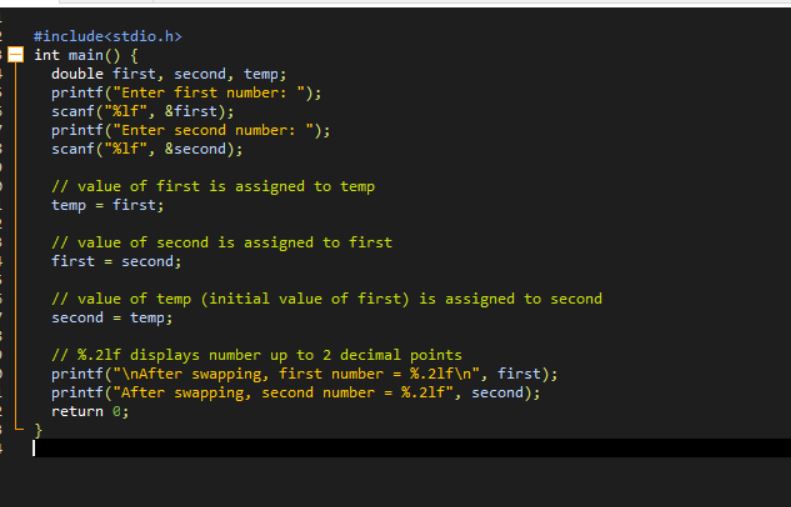 #include<stdio.h>
int main() {
double first, second, temp;
printf("Enter first number: ");
scanf("%lf", &first);
printf("Enter second number: ");
scanf("%lf", &second);
// value of first is assigned to temp
temp = first;
// value of second is assigned to first
first = second;
// value of temp (initial value of first) is assigned to second
second = temp;
// %.2lf displays number up to 2 decimal points
printf("\nAfter swapping, first number = %.2lf\n", first);
printf("After swapping, second number = %.2lf", second);
return 0;
}